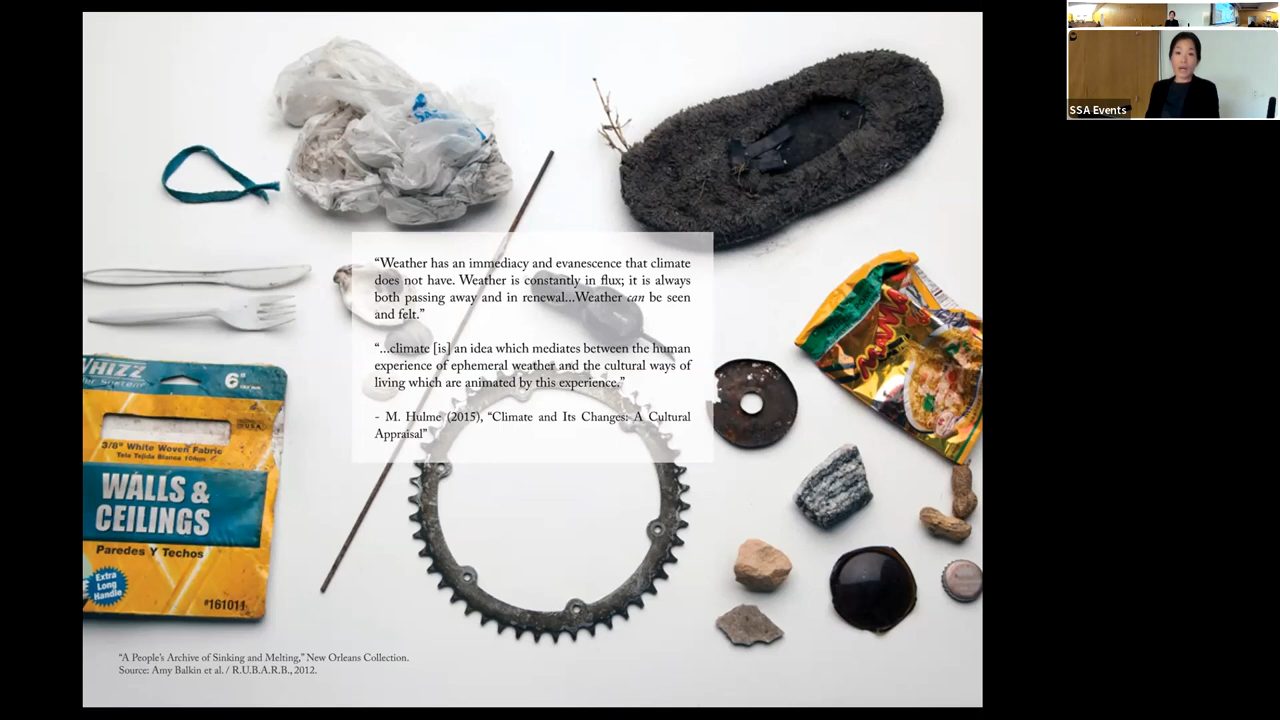 SSA Events
“Weather has an immediacy and evanescence that climate
does not have. Weather is constantly in flux; it is always
both passing away and in renewal...Weather can be seen
and felt.”
“...climate [is] an idea which mediates between the human
experience of ephemeral weather and the cultural ways of
living which are animated by this experience.”
- M. Hulme (2015), “Climate and Its Changes: A Cultural
Appraisal”
WHIZZ
6"
3/8" White Woven Fabric
Tela Tejida Blanca 10mm
WALLS &
CEILINGS
Paredes Y Techos
Extra
Long
Handle
#161011
“A People’s Archive of Sinking and Melting,” New Orleans Collection.
Source: Amy Balkin et al. / R.U.B.A.R.B., 2012.